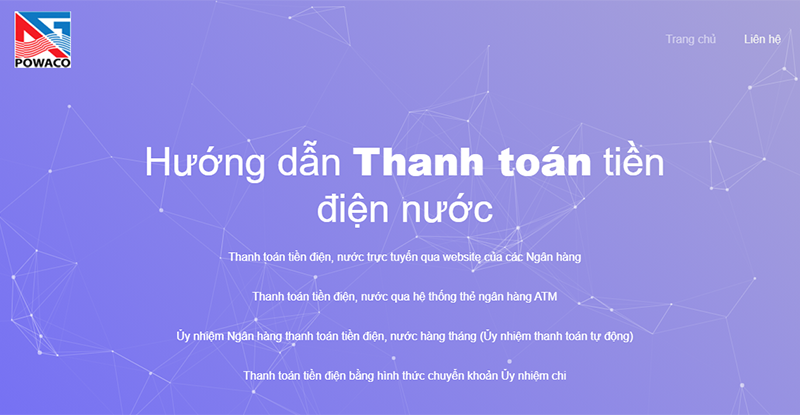 POWACO
Trang chủ
Liên hệ
Hướng dẫn Thanh toán tiền
điện nước
Thanh toán tiền điện, nước trực tuyến qua website của các Ngân hàng
Thanh toán tiền điện, nước qua hệ thống thẻ ngân hàng ATM
Ủy nhiệm Ngân hàng thanh toán tiền điện, nước hàng tháng (Ủy nhiệm thanh toán tự động)
Thanh toán tiền điện bằng hình thức chuyển khoản Ủy nhiệm chi